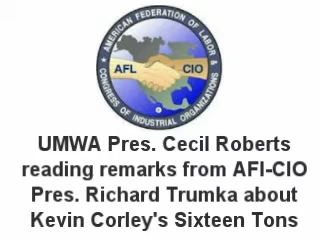 AMERICAN FEDERATION OF LABOR &
CONGRESS OF INDUSTRIAL ORGANIZATIONS
AFL CIO
UMWA Pres. Cecil Roberts
reading remarks from AFI-CIO
Pres. Richard Trumka about
Kevin Corley's Sixteen Tons